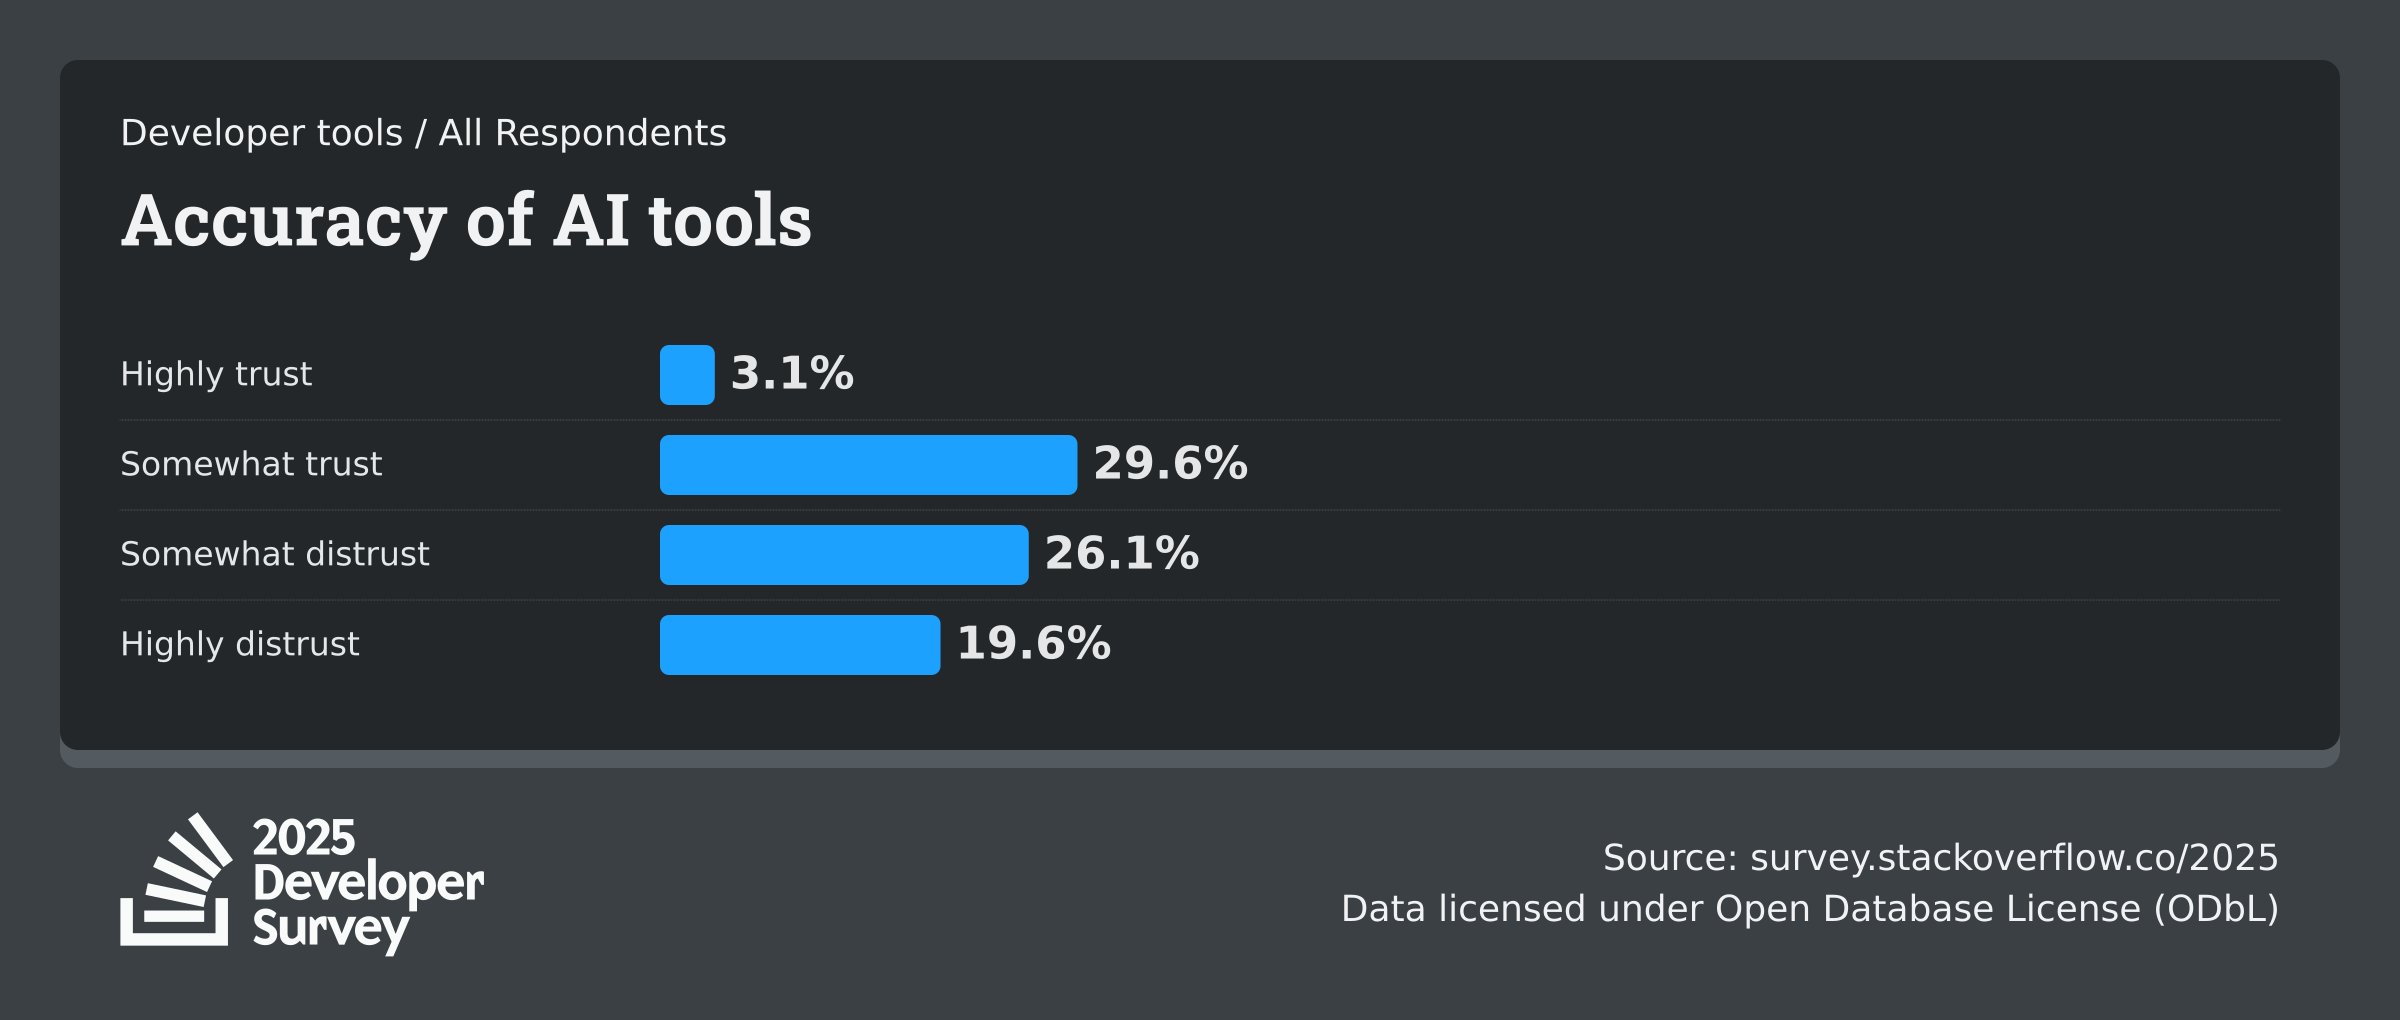 Developer tools / All Respondents
Accuracy of AI tools
Highly trust 3.1%
Somewhat trust 29.6%
Somewhat distrust 26.1%
Highly distrust 19.6%
2025
Developer
Survey
Source: survey.stackoverflow.co/2025
Data licensed under Open Database License (ODbL)